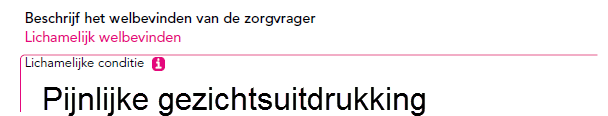 Beschrijf het welbevinden van de zorgvrager
Lichamelijk welbevinden
Lichamelijke conditie i
Pijnlijke gezichtsuitdrukking